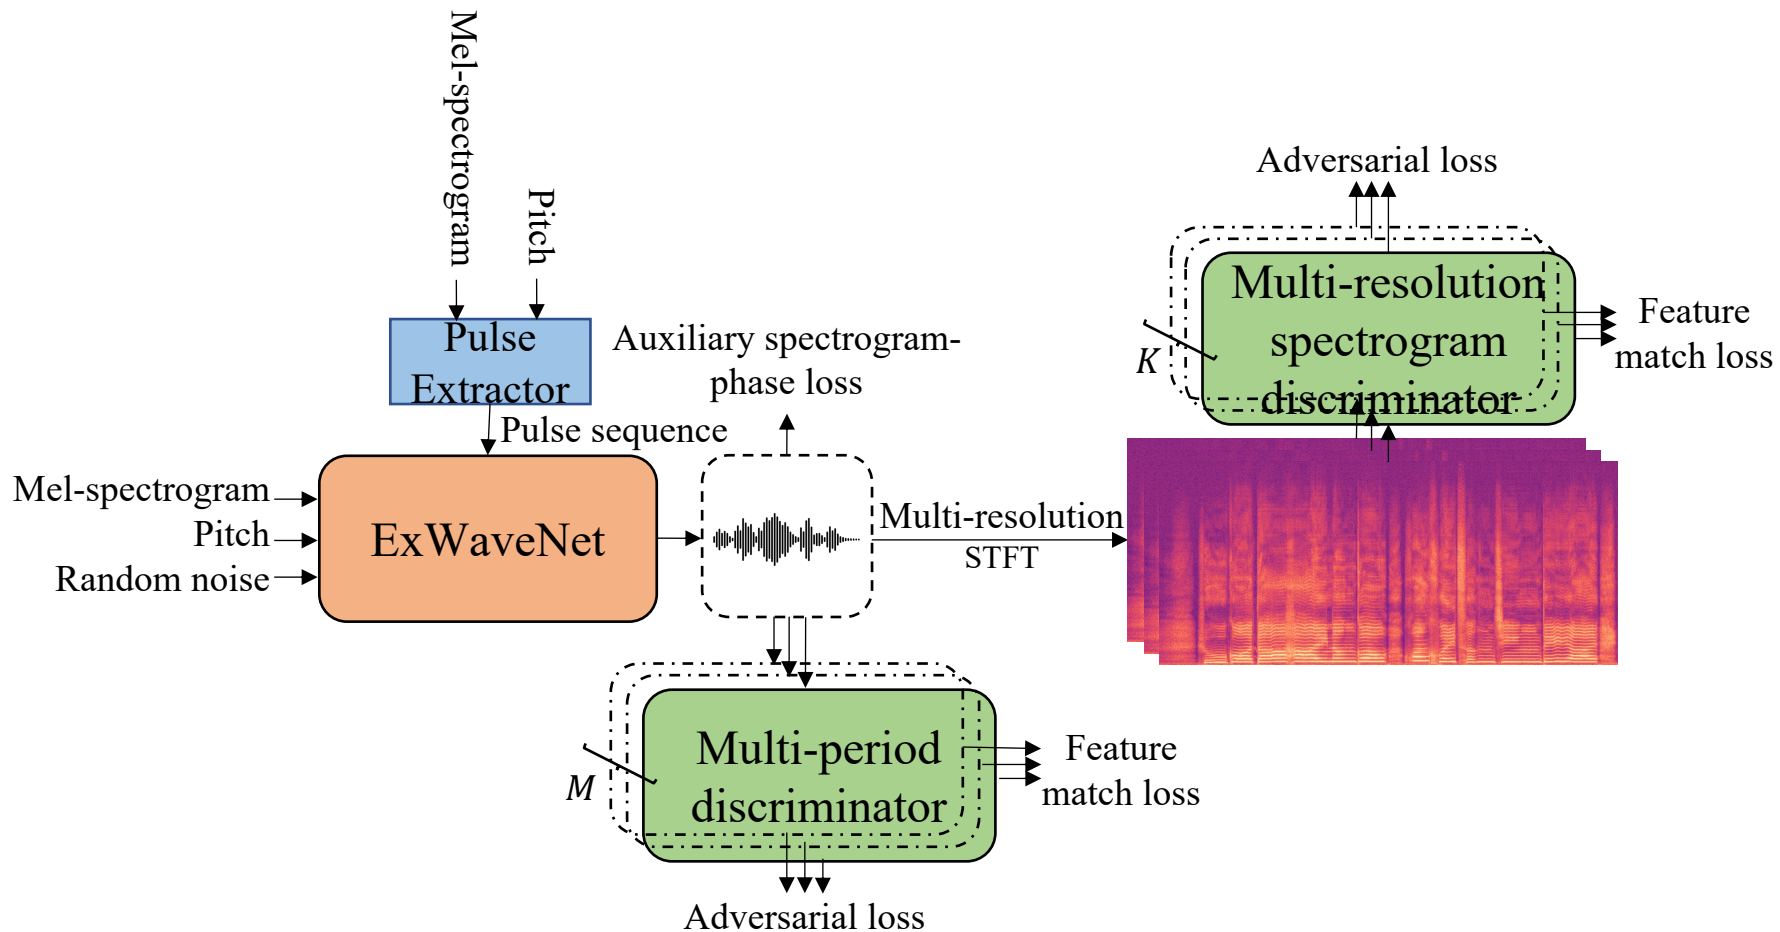 Mel-spectrogram
Pitch
Pulse
Extractor
Pulse sequence
Mel-spectrogram
Pitch
Random noise
ExWaveNet
Auxiliary spectrogram-
phase loss
Multi-resolution
STFT
Adversarial loss
Multi-resolution
spectrogram
discriminator
K
Feature
match loss
Multi-period
discriminator
M
Feature
match loss
Adversarial loss